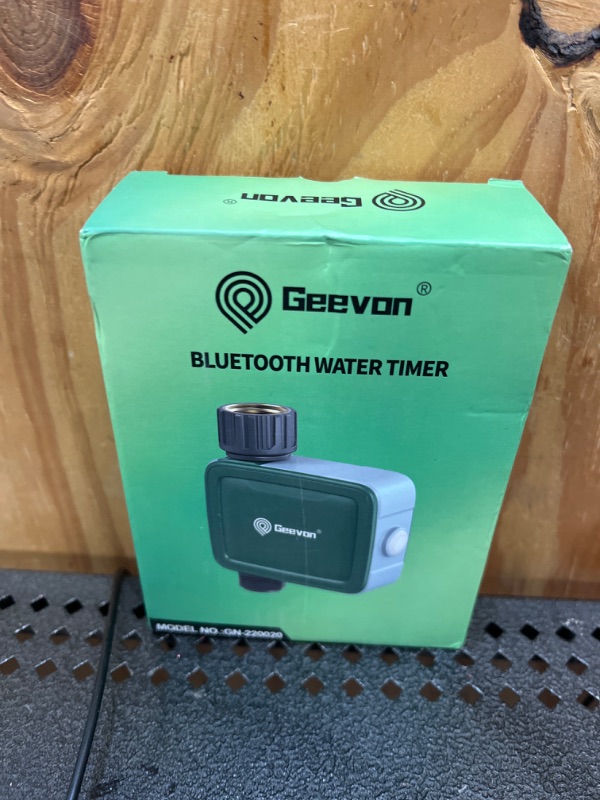 Geevon®
Geevon®
BLUETOOTH WATER TIMER
Geevon®
MODEL NO.:GN-220020